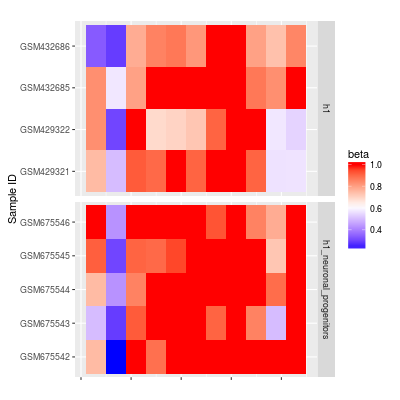 Sample ID
GSM432686
GSM432685
GSM429322
GSM429321
h1
GSM675546
GSM675545
GSM675544
GSM675543
GSM675542
h1_neuronal_progenitors
beta
1.0
0.8
0.6
0.4